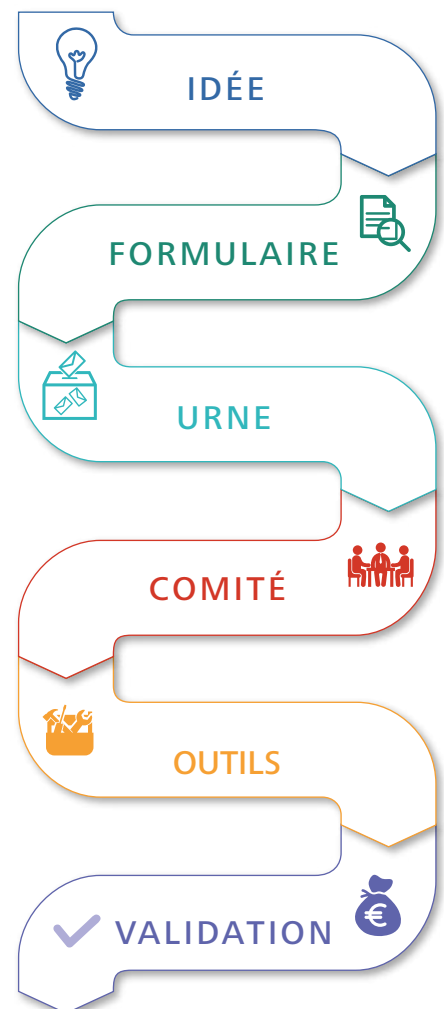 IDÉE
FORMULAIRE
URNE
COMITÉ
OUTILS
VALIDATION
€